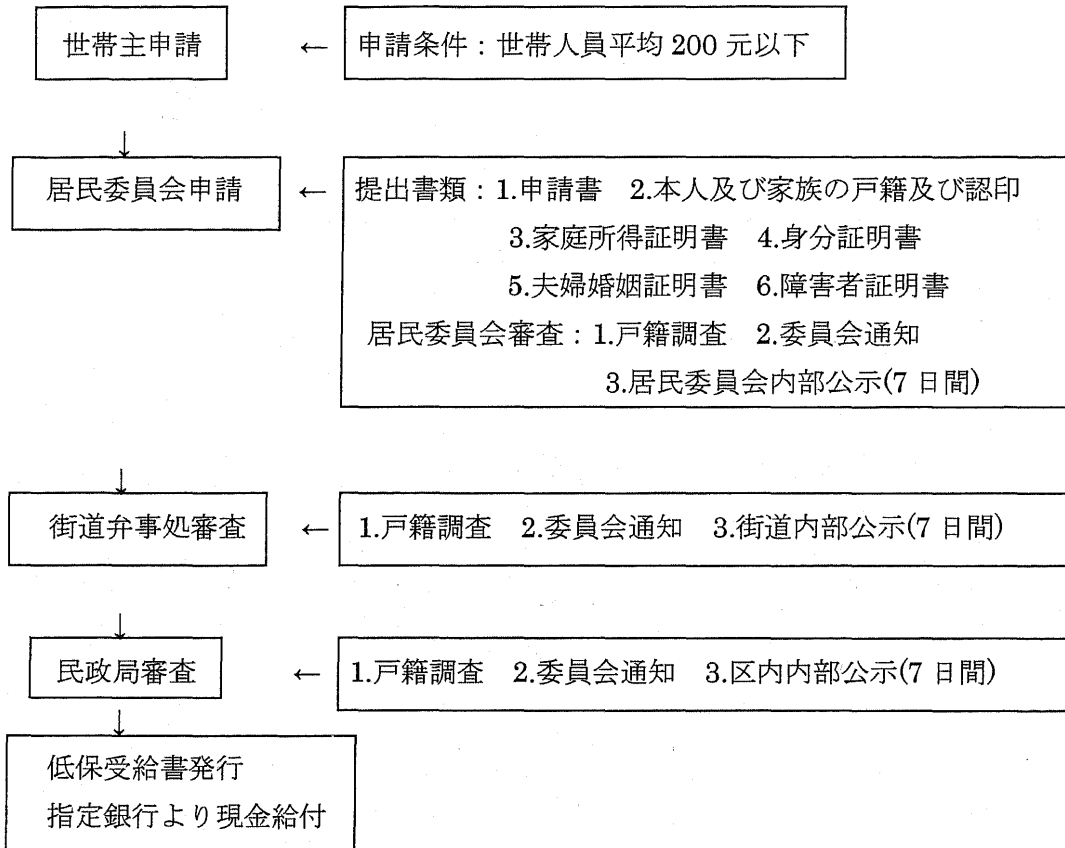 世帯主申請 ← 申請条件：世帯人員平均 200 元以下
↓
居民委員会申請 ← 提出書類：1.申請書 2.本人及び家族の戸籍及び認印
3.家庭所得証明書 4.身分証明書
5.夫婦婚姻証明書 6.障害者証明書
居民委員会審査：1.戸籍調査 2.委員会通知
3.居民委員会内部公示(7 日間)
↓
街道弁事処審査 ← 1.戸籍調査 2.委員会通知 3.街道内部公示(7 日間)
↓
民政局審査 ← 1.戸籍調査 2.委員会通知 3.区内内部公示(7 日間)
↓
低保受給書発行
指定銀行より現金給付